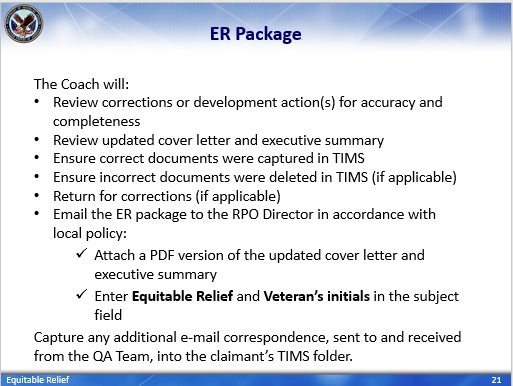 ER Package
The Coach will:
• Review corrections or development action(s) for accuracy and
completeness
• Review updated cover letter and executive summary
• Ensure correct documents were captured in TIMS
• Ensure incorrect documents were deleted in TIMS (if applicable)
• Return for corrections (if applicable)
• Email the ER package to the RPO Director in accordance with
local policy:
✓ Attach a PDF version of the updated cover letter and
executive summary
✓ Enter Equitable Relief and Veteran’s initials in the subject
field
Capture any additional e-mail correspondence, sent to and received
from the QA Team, into the claimant’s TIMS folder.
Equitable Relief
21